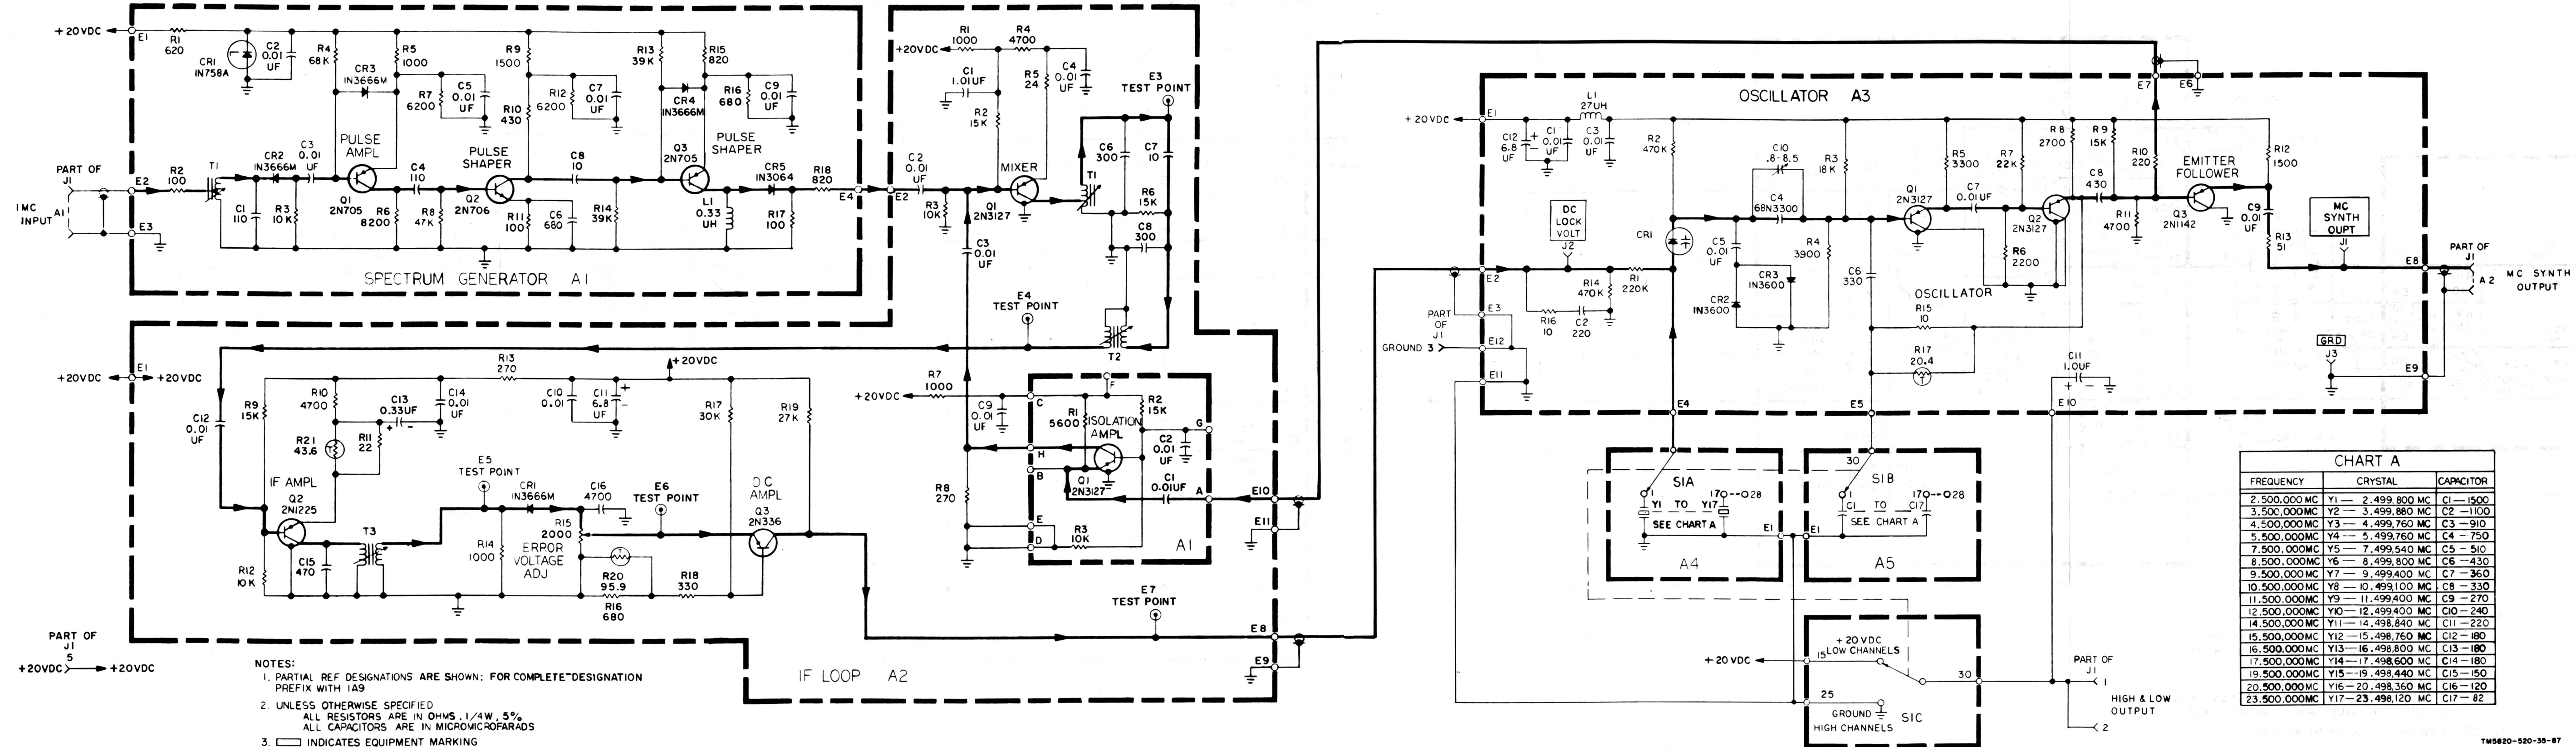 +20VDC
E1
R1
620
CR1
1N758A
C2
0.01
UF
R4
68K
R5
1000
CR3
1N3666M
R7
6200
C5
0.01
UF
R9
1500
R10
430
R12
6200
C7
0.01
UF
R13
39K
R15
820
CR4
1N3666M
R16
680
C9
0.01
UF
PART OF
J1
1MC
INPUT
A1
E2
E3
R2
100
T1
CR2
1N3666M
C3
0.01
UF
PULSE
AMPL
C1
110
R3
10K
Q1
2N705
R6
8200
C4
110
R8
47K
PULSE
SHAPER
Q2
2N706
R11
100
C6
680
C8
10
R14
39K
Q3
2N705
PULSE
SHAPER
L1
0.33
UH
CR5
1N3064
R17
100
R18
820
E4
SPECTRUM GENERATOR A1
+20VDC
R1
1000
R4
4700
C1
1.01UF
R5
24
C4
0.01
UF
R2
15K
E3
TEST POINT
E2
C2
0.01
UF
R3
10K
MIXER
Q1
2N3127
T1
C6
300
C7
10
R6
15K
C8
300
C3
0.01
UF
E4
TEST POINT
T2
+20VDC
E1
+20VDC
C12
0.01
UF
R9
15K
R10
4700
R21
43.6
C13
0.33UF
+ -
R11
22
C14
0.01
UF
R13
270
C10
0.01
C11
6.8
UF
+
-
+20VDC
R17
30K
R19
27K
IF AMPL
Q2
2N1225
R12
10K
C15
470
T3
E5
TEST POINT
CR1
1N3666M
C16
4700
R14
1000
R15
2000
ERPOR
VOLTAGE
ADJ
E6
TEST POINT
T
R20
95.9
R16
680
R18
330
DC
AMPL
Q3
2N336
+20VDC
R7
1000
C9
0.01
UF
R8
270
C
F
R1
5600
R2
15K
ISOLATION
AMPL
G
H
B
C2
0.01
UF
Q1
2N3127
C1
0.01UF
A
E
D
R3
10K
A1
E10
E11
E7
TEST POINT
E8
E9
IF LOOP A2
PART OF
J1
5
+20VDC
+20VDC
NOTES:
1. PARTIAL REF DESIGNATIONS ARE SHOWN: FOR COMPLETE DESIGNATION
PREFIX WITH 1A9
2. UNLESS OTHERWISE SPECIFIED
ALL RESISTORS ARE IN OHMS, 1/4W, 5%
ALL CAPACITORS ARE IN MICROMICROFARADS
3. INDICATES EQUIPMENT MARKING
OSCILLATOR A3
+20VDC
E1
L1
27UH
C12
6.8
UF
+
-
C1
0.01
UF
C3
0.01
UF
R2
470K
C10
.8-8.5
R3
18K
C4
68N3300
R5
3300
R7
22K
R8
2700
R9
15K
E7
E6
R10
220
R12
1500
EMITTER
FOLLOWER
DC
LOCK
VOLT
J2
CR1
C5
0.01
UF
CR3
1N3600
CR2
1N3600
R4
3900
C6
330
Q1
2N3127
C7
0.01UF
Q2
2N3127
R6
2200
C8
430
R11
4700
Q3
2N1142
C9
0.01
UF
R13
51
MC
SYNTH
OUPT
J1
E8
PART OF
J1
A2
MC SYNTH
OUTPUT
E2
R14
470K
R1
220K
R16
10
C2
220
E3
PART
OF
J1
GROUND 3
E12
E11
OSCILLATOR
R15
10
R17
20.4
T
C11
1.0UF
+ -
GRD
J3
E9
E4
E5
E10
S1A
1
17
28
Y1 TO Y17
SEE CHART A
E1
A4
30
S1B
1
17
28
C1 TO C17
SEE CHART A
E1
A5
+20VDC
15
+20 VDC
LOW CHANNELS
30
25
GROUND
HIGH CHANNELS
S1C
PART OF
J1
1
2
HIGH & LOW
OUTPUT
CHART A
FREQUENCY CRYSTAL CAPACITOR
2.500.000MC Y1— 2.499,800 MC C1—1500
3.500,000MC Y2— 3.499.880 MC C2—1100
4.500,000MC Y3— 4.499,760 MC C3—910
5.500,000MC Y4— 5.499,760 MC C4—750
7.500,000MC Y5— 7.499,540 MC C5—510
8.500,000MC Y6— 8.499,800 MC C6—430
9.500,000MC Y7— 9.499,400 MC C7—360
10.500,000MC Y8—10.499,100 MC C8—330
11.500,000MC Y9—11.499,400 MC C9—270
12.500,000MC Y10—12.499,400 MC C10—240
14.500,000MC Y11—14.498,840 MC C11—220
15.500,000MC Y12—15.498,760 MC C12—180
16.500,000MC Y13—16.498,800 MC C13—180
17.500,000MC Y14—17.498,600 MC C14—180
19.500,000MC Y15—19.498,440 MC C15—150
20.500,000MC Y16—20.498,360 MC C16—120
23.500,000MC Y17—23.498,120 MC C17—82
TM5820-520-35-87